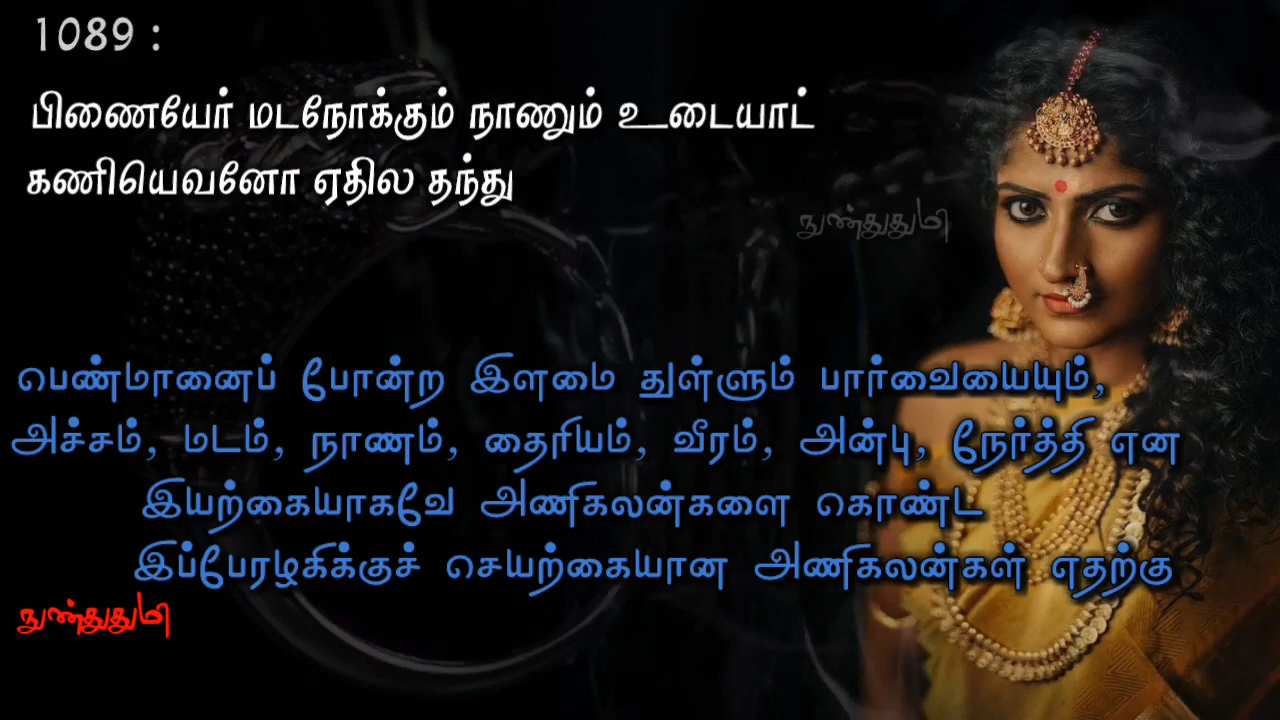 1089 :
பிணையேர் மடநோக்கும் நாணும் உடையாட்
கணியெவனோ ஏதில தந்து
நுண்துதுமி
பெண்மானைப் போன்ற இளமை துள்ளும் பார்வையையும்,
அச்சம், மடம், நாணம், தைரியம், வீரம், அன்பு, நேர்த்தி என
இயற்கையாகவே அணிகலன்களை கொண்ட
இப்பேரழகிக்குச் செயற்கையான அணிகலன்கள் எதற்கு
நுண்துதுமி